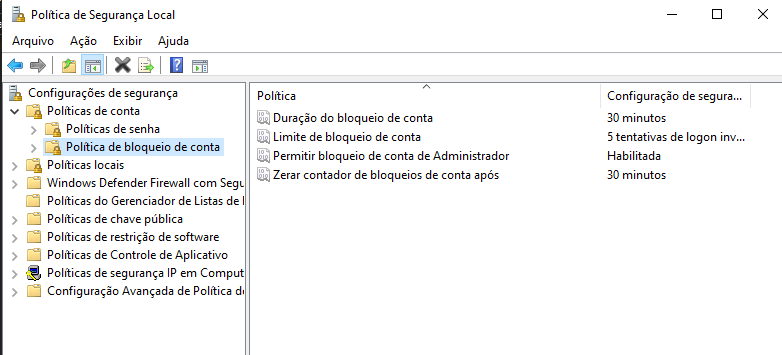 Política de Segurança Local
Arquivo Ação Exibir Ajuda
Configurações de segurança
Políticas de conta
Políticas de senha
Política de bloqueio de conta
Políticas locais
Windows Defender Firewall com Segu
Políticas do Gerenciador de Listas de
Políticas de chave pública
Políticas de restrição de software
Políticas de Controle de Aplicativo
Políticas de segurança IP em Comput
Configuração Avançada de Política d
Política Configuração de segura...
Duração do bloqueio de conta 30 minutos
Limite de bloqueio de conta 5 tentativas de logon inv...
Permitir bloqueio de conta de Administrador Habilitada
Zerar contador de bloqueios de conta após 30 minutos